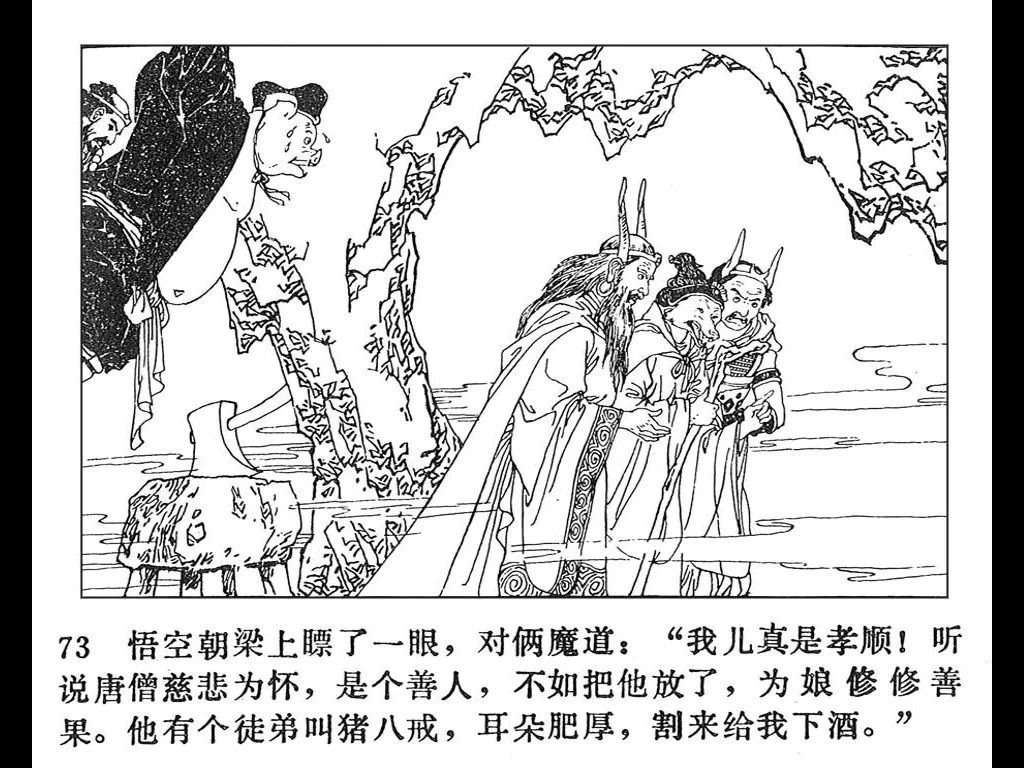 73 悟空朝梁上瞟了一眼，对俩魔道：“我儿真是孝顺！听
说唐僧慈悲为怀，是个善人，不如把他放了，为娘修修善
果。他有个徒弟叫猪八戒，耳朵肥厚，割来给我下酒。”